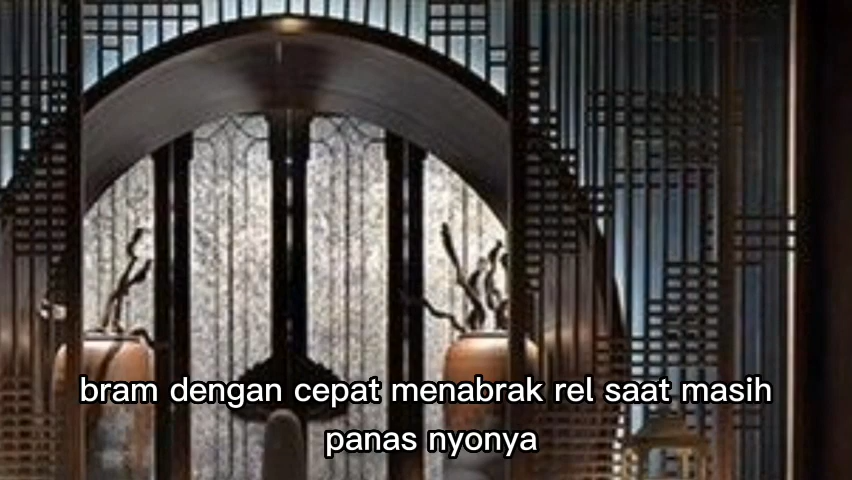 bram dengan cepat menabrak rel saat masih
panas nyonya